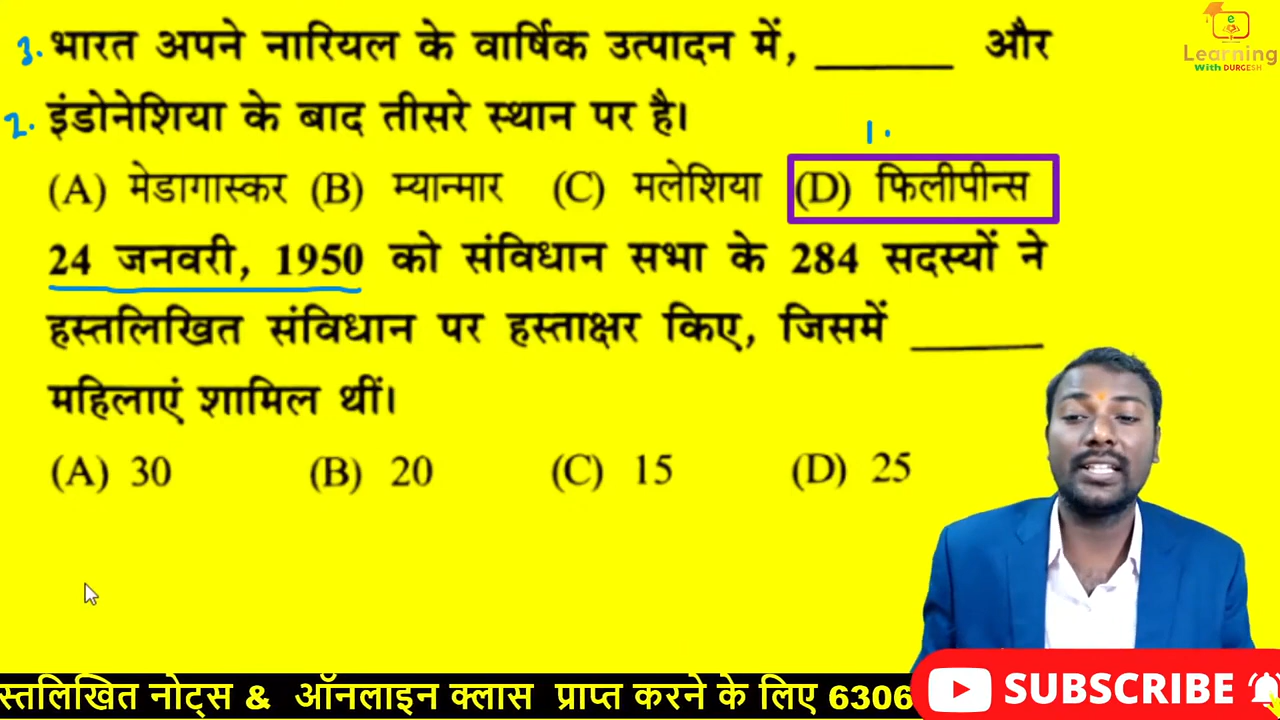 Learning
With DURGESH
3. भारत अपने नारियल के वार्षिक उत्पादन में, ______ और
2. इंडोनेशिया के बाद तीसरे स्थान पर है।
1.
(A) मेडागास्कर (B) म्यान्मार (C) मलेशिया (D) फिलीपीन्स
24 जनवरी, 1950 को संविधान सभा के 284 सदस्यों ने
हस्तलिखित संविधान पर हस्ताक्षर किए, जिसमें ______
महिलाएं शामिल थीं।
(A) 30 (B) 20 (C) 15 (D) 25
स्तलिखित नोट्स & ऑनलाइन क्लास प्राप्त करने के लिए 6306
SUBSCRIBE